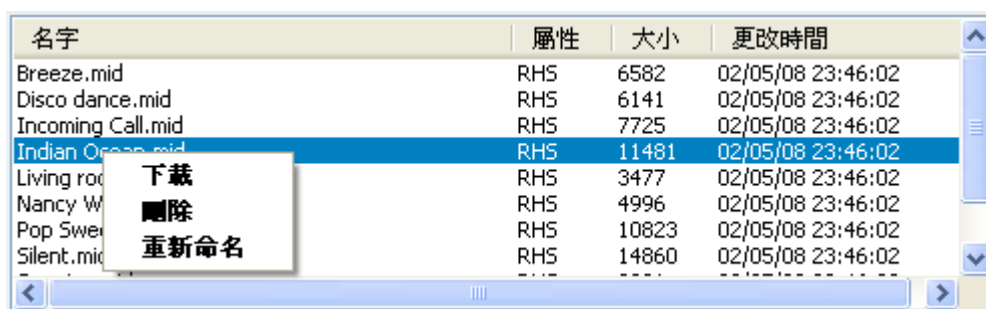 名字 屬性 大小 更改時間
Breeze.mid RHS 6582 02/05/08 23:46:02
Disco dance.mid RHS 6141 02/05/08 23:46:02
Incoming Call.mid RHS 7725 02/05/08 23:46:02
Indian Ocean.mid RHS 11481 02/05/08 23:46:02
Living RHS 3477 02/05/08 23:46:02
Nancy RHS 4996 02/05/08 23:46:02
Pop RHS 10823 02/05/08 23:46:02
Silent.mid RHS 14860 02/05/08 23:46:02
下載
刪除
重新命名